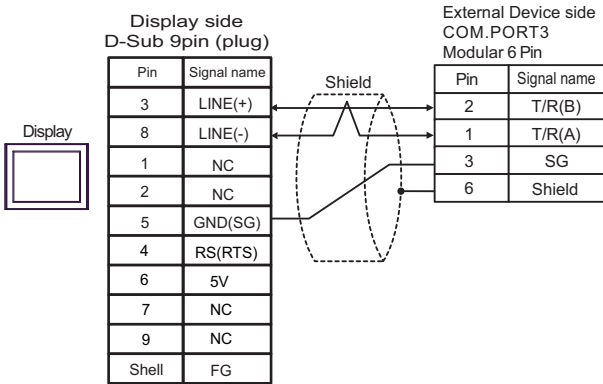 Display side
D-Sub 9pin (plug)
External Device side
COM.PORT3
Modular 6 Pin
Display
Shield
Pin Signal name
3 LINE(+)
8 LINE(-)
1 NC
2 NC
5 GND(SG)
4 RS(RTS)
6 5V
7 NC
9 NC
Shell FG
Pin Signal name
2 T/R(B)
1 T/R(A)
3 SG
6 Shield